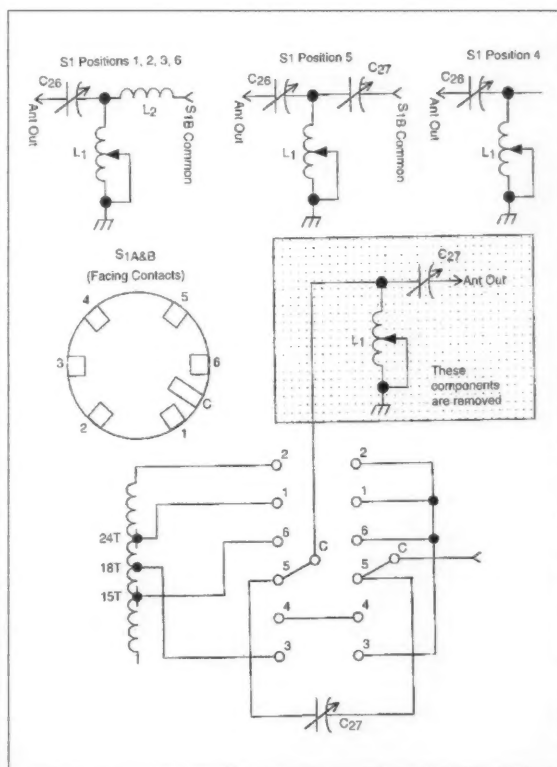 S1 Positions 1, 2, 3, 6
C26
L2
L1
Ant Out
S1B Common
S1 Position 5
C26
C27
L1
Ant Out
S1B Common
S1 Position 4
C26
L1
Ant Out
S1A&B
(Facing Contacts)
4
5
3
6
C
2
1
C27
Ant Out
L1
These
components
are removed
2
2
1
1
24T
6
6
C
C
18T
5
5
15T
4
4
3
3
1
C27